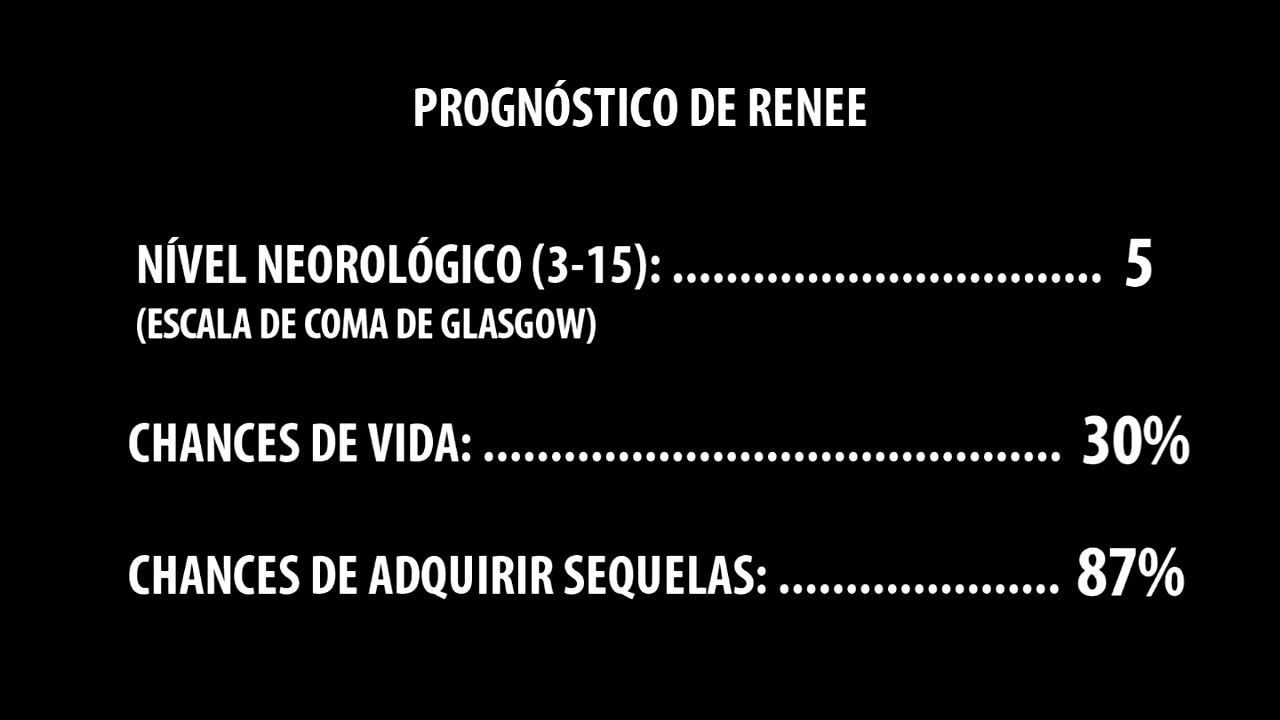 PROGNÓSTICO DE RENEE
NÍVEL NEOROLÓGICO (3-15): ................................ 5
(ESCALA DE COMA DE GLASGOW)
CHANCES DE VIDA: ........................................... 30%
CHANCES DE ADQUIRIR SEQUELAS: ..................... 87%